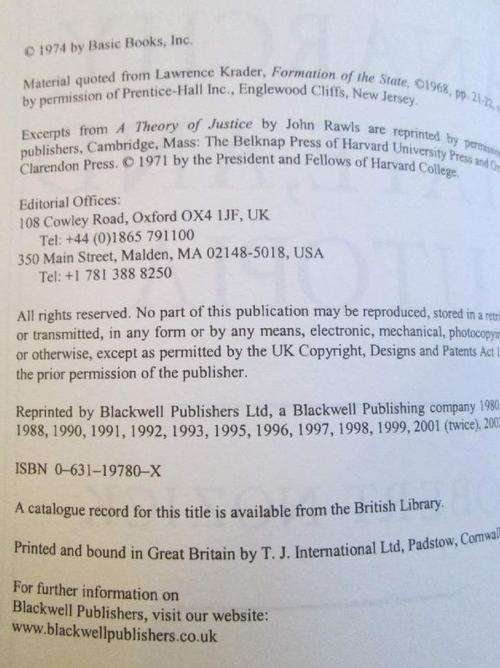 © 1974 by Basic Books, Inc.
Material quoted from Lawrence Krader, Formation of the State, ©1968, pp. 21-22,
by permission of Prentice-Hall Inc., Englewood Cliffs, New Jersey.
Excerpts from A Theory of Justice by John Rawls are reprinted by permission
publishers, Cambridge, Mass: The Belknap Press of Harvard University Press and
Clarendon Press. © 1971 by the President and Fellows of Harvard College.
Editorial Offices:
108 Cowley Road, Oxford OX4 1JF, UK
Tel: +44 (0)1865 791100
350 Main Street, Malden, MA 02148-5018, USA
Tel: +1 781 388 8250
All rights reserved. No part of this publication may be reproduced, stored in a
or transmitted, in any form or by any means, electronic, mechanical,
or otherwise, except as permitted by the UK Copyright, Designs and Patents Act
the prior permission of the publisher.
Reprinted by Blackwell Publishers Ltd, a Blackwell Publishing company 1980
1988, 1990, 1991, 1992, 1993, 1995, 1996, 1997, 1998, 1999, 2001 (twice),
ISBN 0-631-19780-X
A catalogue record for this title is available from the British Library.
Printed and bound in Great Britain by T. J. International Ltd, Padstow, Cornwall
For further information on
Blackwell Publishers, visit our website:
www.blackwellpublishers.co.uk